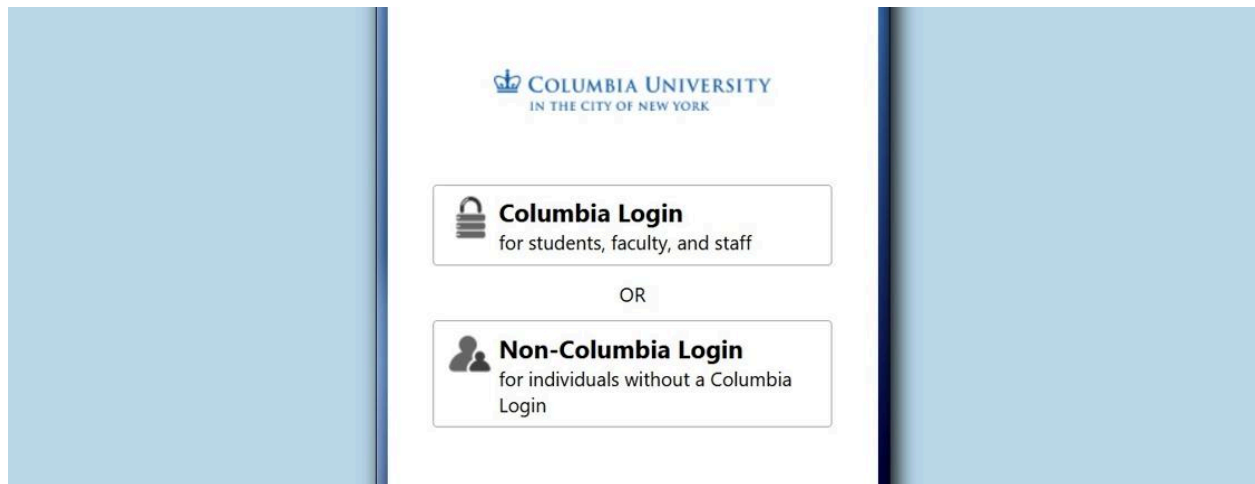 COLUMBIA UNIVERSITY
IN THE CITY OF NEW YORK
Columbia Login
for students, faculty, and staff
OR
Non-Columbia Login
for individuals without a Columbia
Login